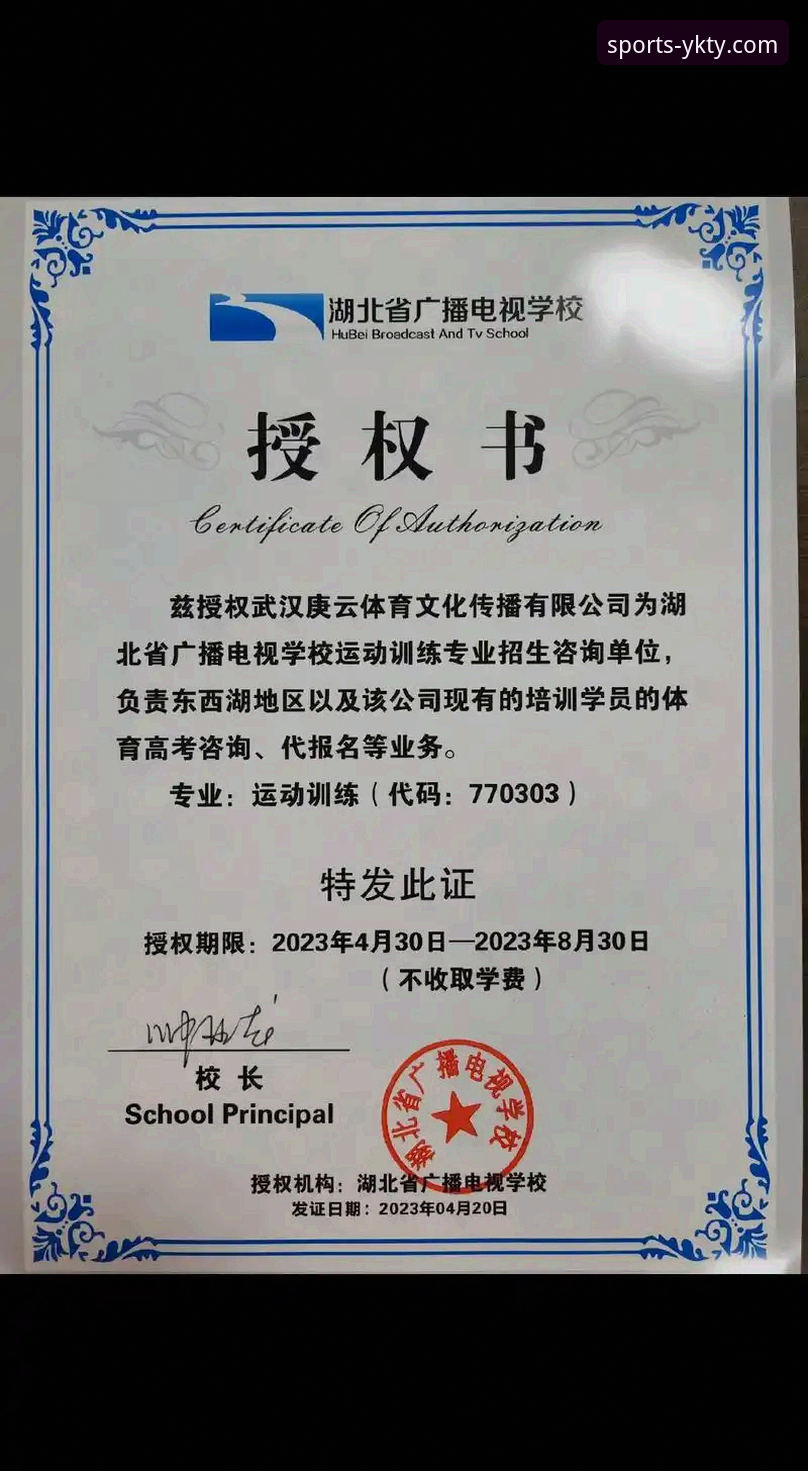 sports-ykty.com
湖北省广播电视学校
HuBei Broadcast And Tv School
授权书
Certificate Of Authorization
兹授权武汉庚云体育文化传播有限公司为湖
北省广播电视学校运动训练专业招生咨询单位，
负责东西湖地区以及该公司现有的培训学员的体
育高考咨询、代报名等业务。
专业：运动训练（代码：770303）
特发此证
授权期限：2023年4月30日—2023年8月30日
（不收取学费）
校 长
School Principal
湖北省广播电视学校
授权机构：湖北省广播电视学校
发证日期：2023年04月20日